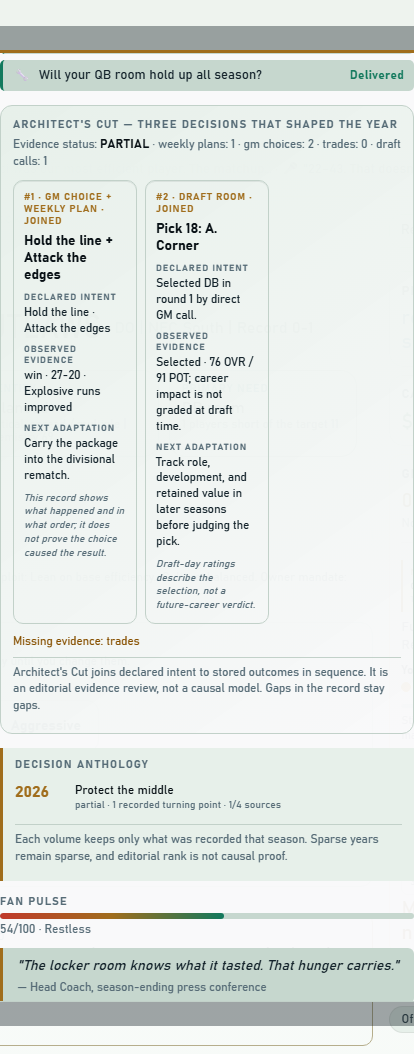 Will your QB room hold up all season? Delivered
ARCHITECT'S CUT — THREE DECISIONS THAT SHAPED THE YEAR
Evidence status: PARTIAL · weekly plans: 1 · gm choices: 2 · trades: 0 · draft
calls: 1
#1 · GM CHOICE +
WEEKLY PLAN ·
JOINED
Hold the line +
Attack the
edges
DECLARED INTENT
Hold the line ·
Attack the edges
OBSERVED
EVIDENCE
win · 27-20 ·
Explosive runs
improved
NEXT ADAPTATION
Carry the package
into the divisional
rematch.
This record shows
what happened and in
what order; it does
not prove the choice
caused the result.
#2 · DRAFT ROOM ·
JOINED
Pick 18: A.
Corner
DECLARED INTENT
Selected DB in
round 1 by direct
GM call.
OBSERVED
EVIDENCE
Selected · 76 OVR /
91 POT; career
impact is not
graded at draft
time.
NEXT ADAPTATION
Track role,
development, and
retained value in
later seasons
before judging the
pick.
Draft-day ratings
describe the
selection, not a
future-career verdict.
Missing evidence: trades
Architect's Cut joins declared intent to stored outcomes in sequence. It is
an editorial evidence review, not a causal model. Gaps in the record stay
gaps.
Aggressive
DECISION ANTHOLOGY
2026 Protect the middle
partial · 1 recorded turning point · 1/4 sources
Each volume keeps only what was recorded that season. Sparse years
remain sparse, and editorial rank is not causal proof.
FAN PULSE
54/100 · Restless
"The locker room knows what it tasted. That hunger carries."
— Head Coach, season-ending press conference